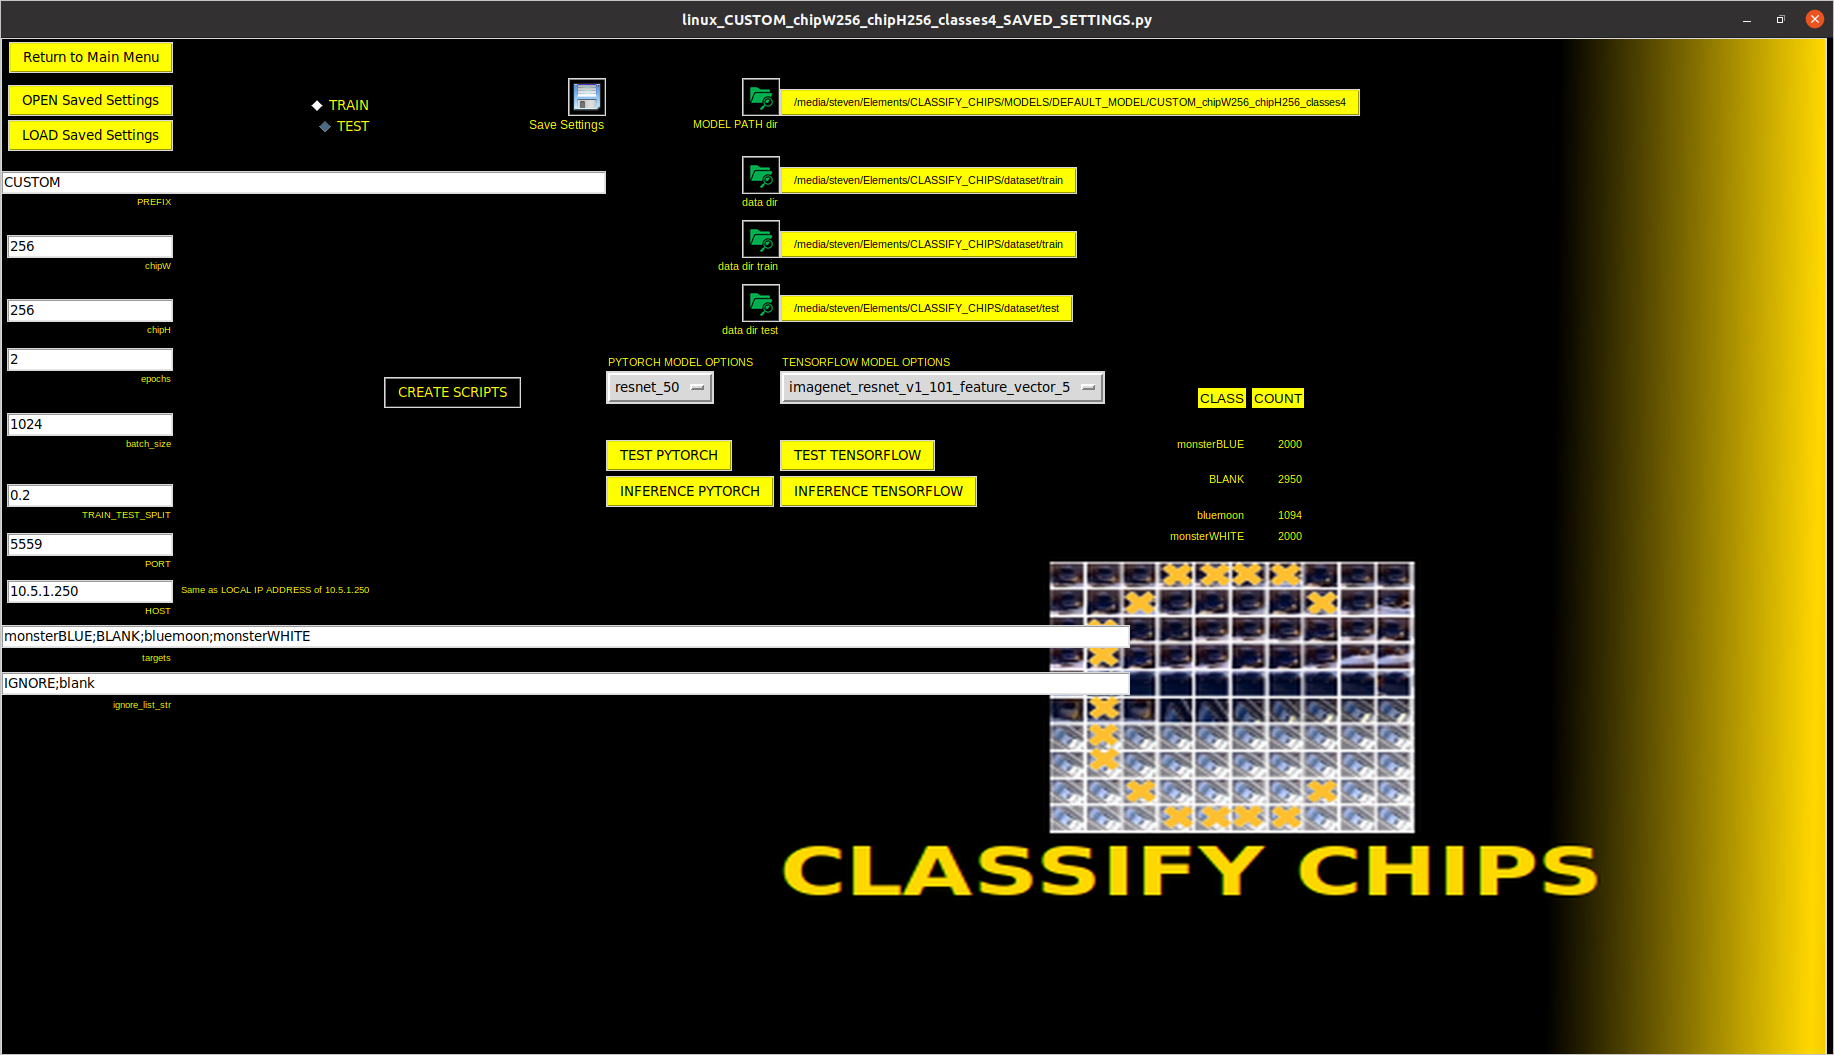 linux_CUSTOM_chipW256_chipH256_classes4_SAVED_SETTINGS.py
Return to Main Menu
OPEN Saved Settings
LOAD Saved Settings
TRAIN
TEST
Save Settings
MODEL PATH dir
/media/steven/Elements/CLASSIFY_CHIPS/MODELS/DEFAULT_MODEL/CUSTOM_chipW256_chipH256_classes4
CUSTOM
PREFIX
data dir
/media/steven/Elements/CLASSIFY_CHIPS/dataset/train
256
chipW
data dir train
/media/steven/Elements/CLASSIFY_CHIPS/dataset/train
256
chipH
data dir test
/media/steven/Elements/CLASSIFY_CHIPS/dataset/test
2
epochs
CREATE SCRIPTS
PYTORCH MODEL OPTIONS
resnet_50
TENSORFLOW MODEL OPTIONS
imagenet_resnet_v1_101_feature_vector_5
1024
batch_size
TEST PYTORCH
TEST TENSORFLOW
INFERENCE PYTORCH
INFERENCE TENSORFLOW
CLASS COUNT
monsterBLUE 2000
BLANK 2950
bluemoon 1094
monsterWHITE 2000
0.2
TRAIN_TEST_SPLIT
5559
PORT
10.5.1.250
Same as LOCAL IP ADDRESS of 10.5.1.250
HOST
monsterBLUE;BLANK;bluemoon;monsterWHITE
targets
IGNORE;blank
ignore_list_str
CLASSIFY CHIPS